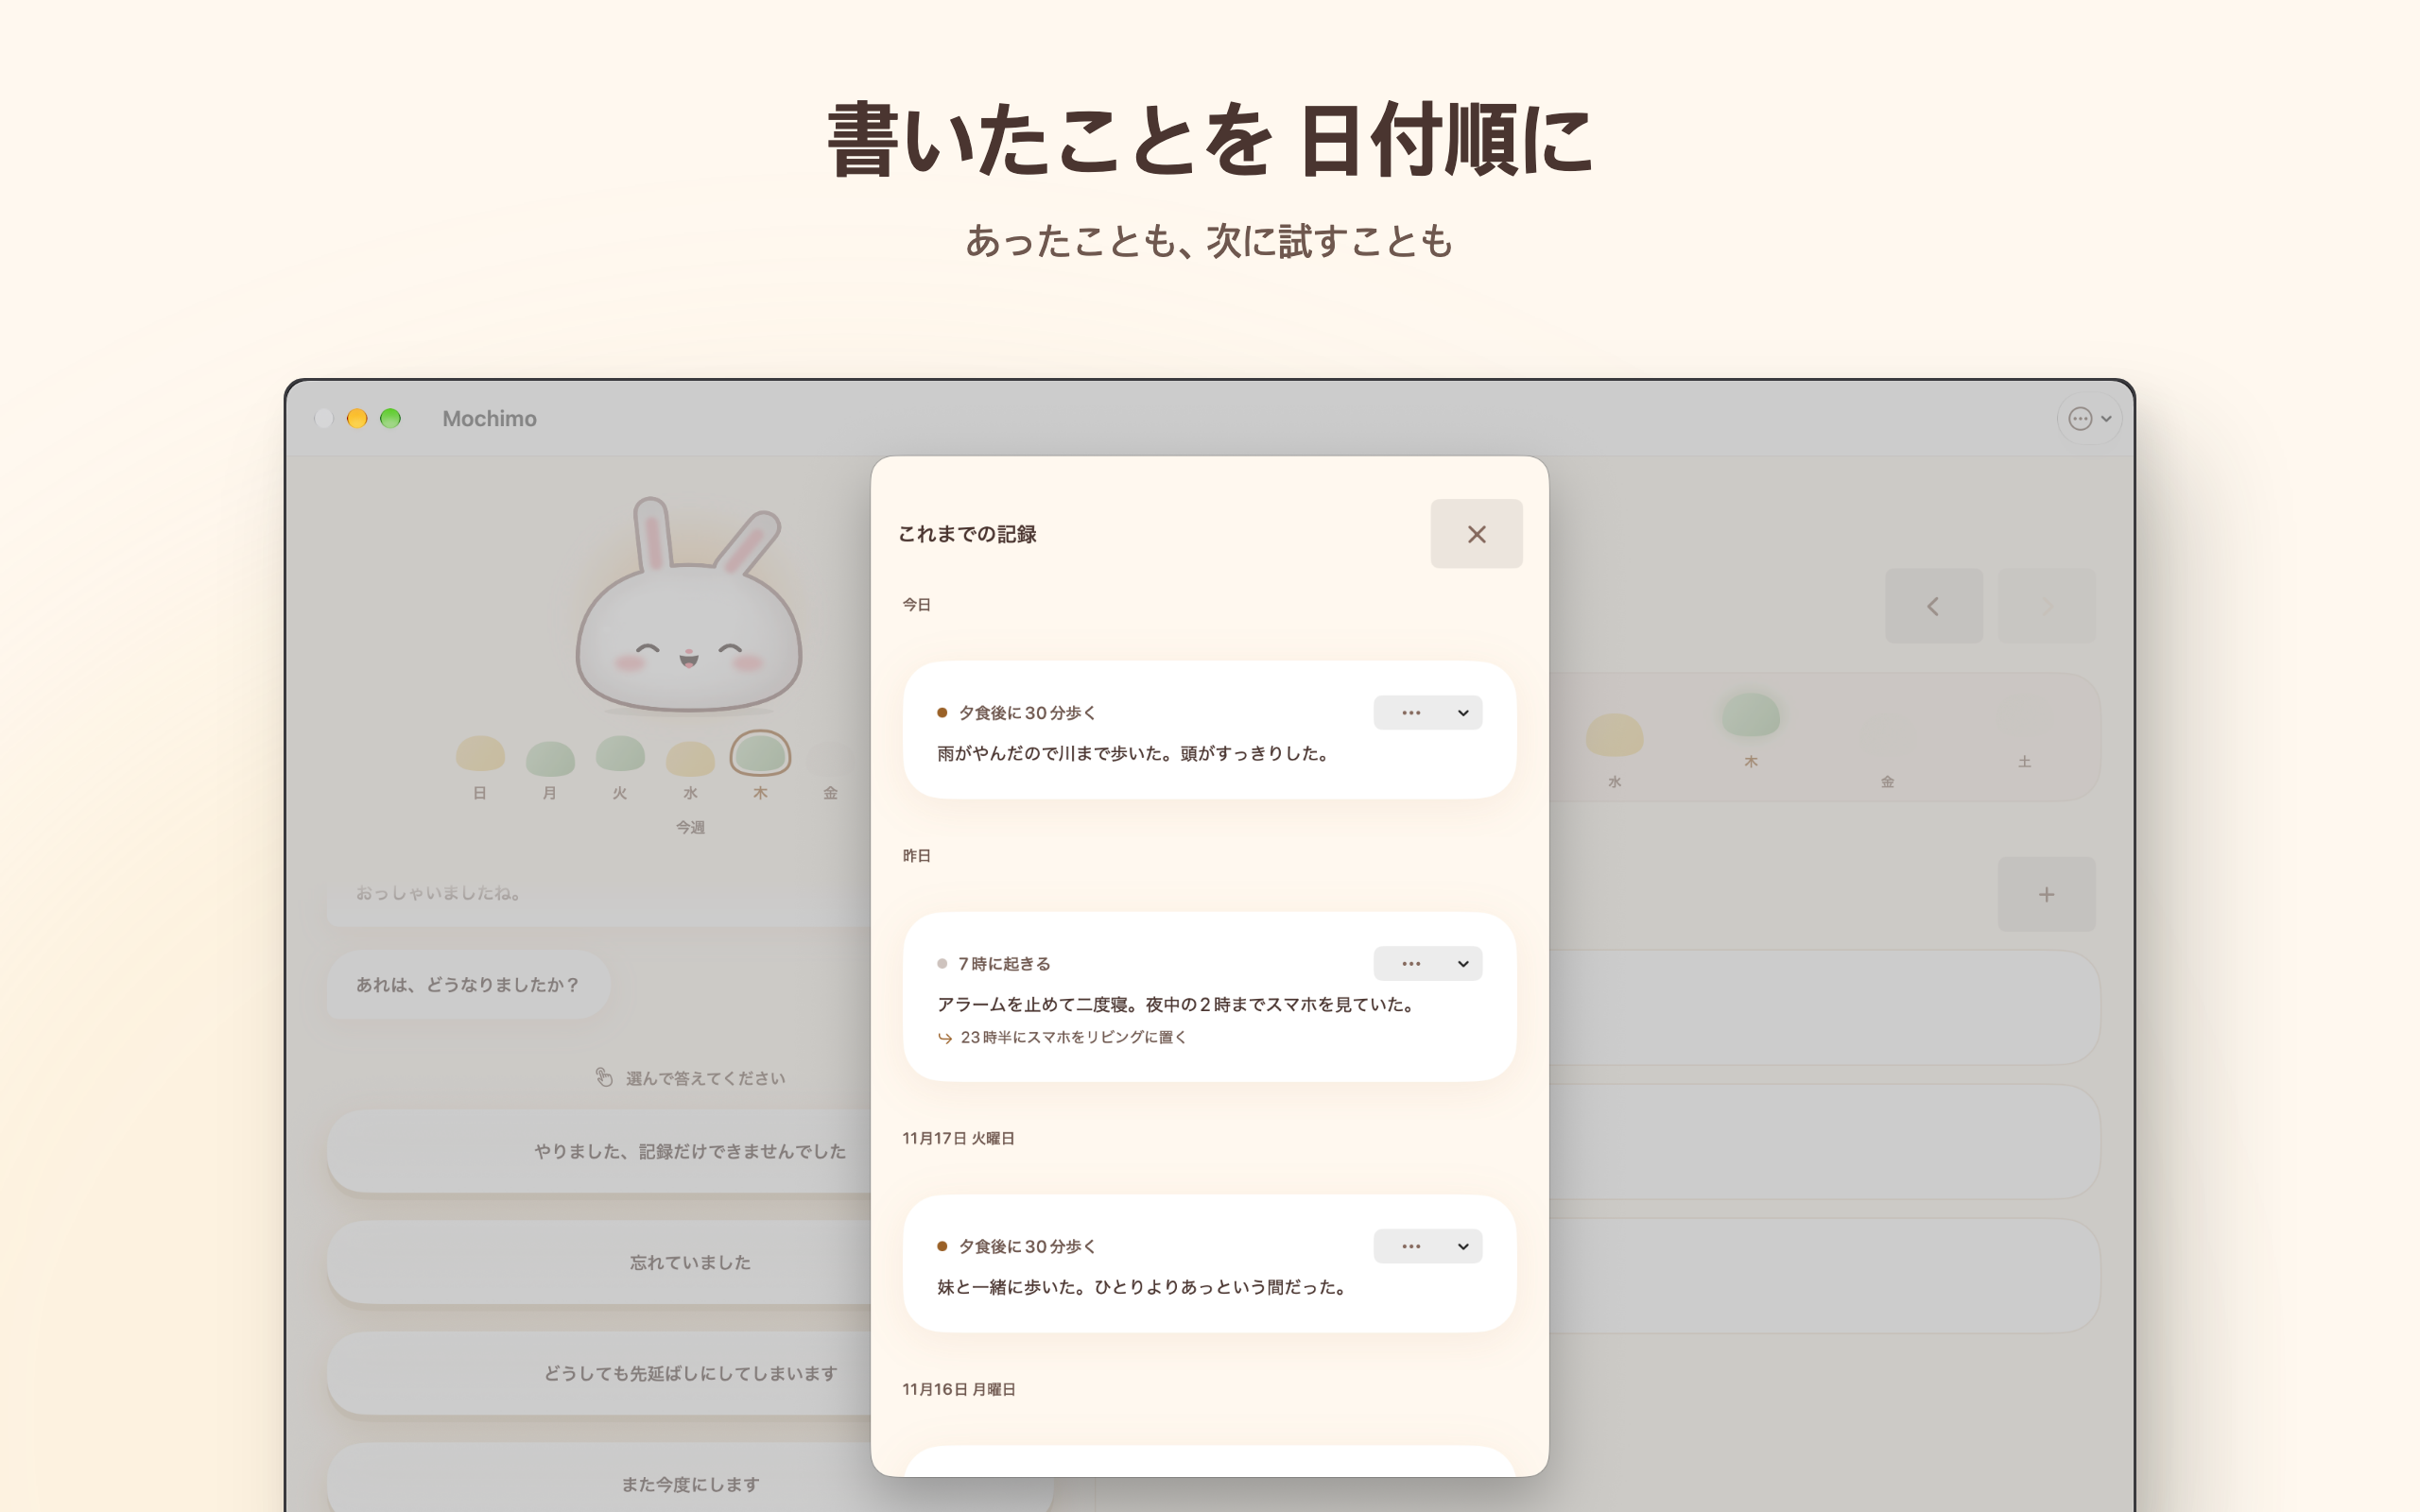 書いたことを 日付順に
あったことも、次に試すことも
Mochimo
日 月 火 水 木 金
今週
おっしゃいましたね。
あれは、どうなりましたか？
選んで答えてください
やりました、記録だけできませんでした
忘れていました
どうしても先延ばしにしてしまいます
また今度にします
これまでの記録
今日
夕食後に30分歩く
雨がやんだので川まで歩いた。頭がすっきりした。
昨日
7時に起きる
アラームを止めて二度寝。夜中の2時までスマホを見ていた。
23時半にスマホをリビングに置く
11月17日 火曜日
夕食後に30分歩く
妹と一緒に歩いた。ひとりよりあっという間だった。
11月16日 月曜日
水 木 金 土